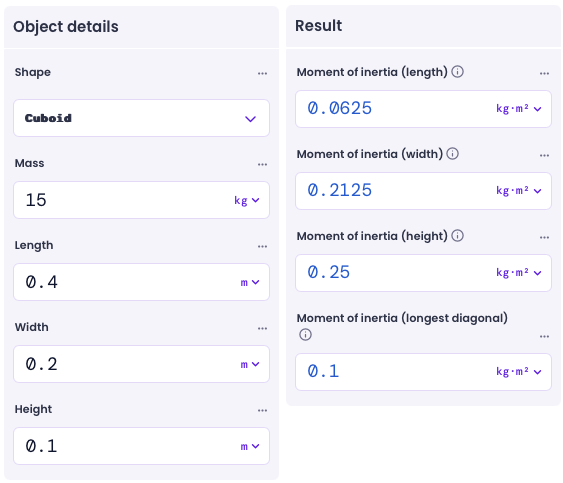 Object details
Shape
Cuboid
Mass
15 kg
Length
0.4 m
Width
0.2 m
Height
0.1 m
Result
Moment of inertia (length)
0.0625 kg·m²
Moment of inertia (width)
0.2125 kg·m²
Moment of inertia (height)
0.25 kg·m²
Moment of inertia (longest diagonal)
0.1 kg·m²